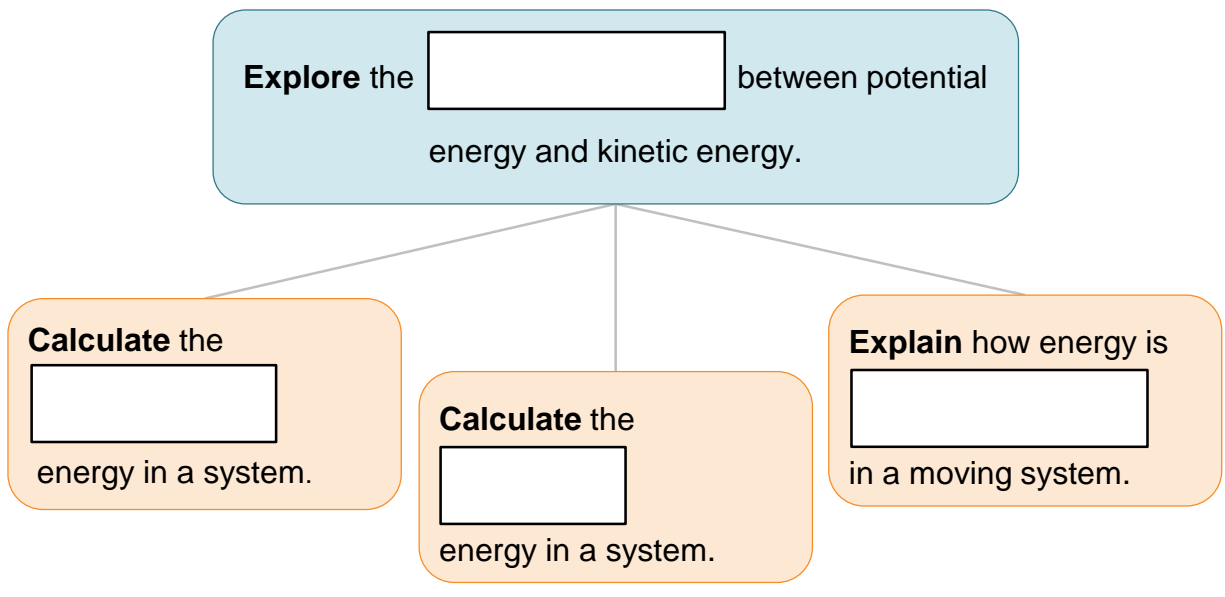 Explore the between potential
energy and kinetic energy.
Calculate the
energy in a system.
Calculate the
energy in a system.
Explain how energy is
in a moving system.